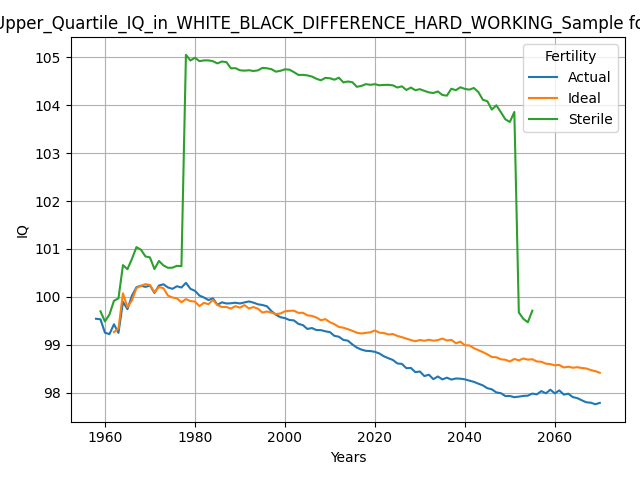 Upper_Quartile_IQ_in_WHITE_BLACK_DIFFERENCE_HARD_WORKING_Sample fo
105
104
103
102
101
100
99
98
IQ
1960
1980
2000
2020
2040
2060
Years
Fertility
Actual
Ideal
Sterile